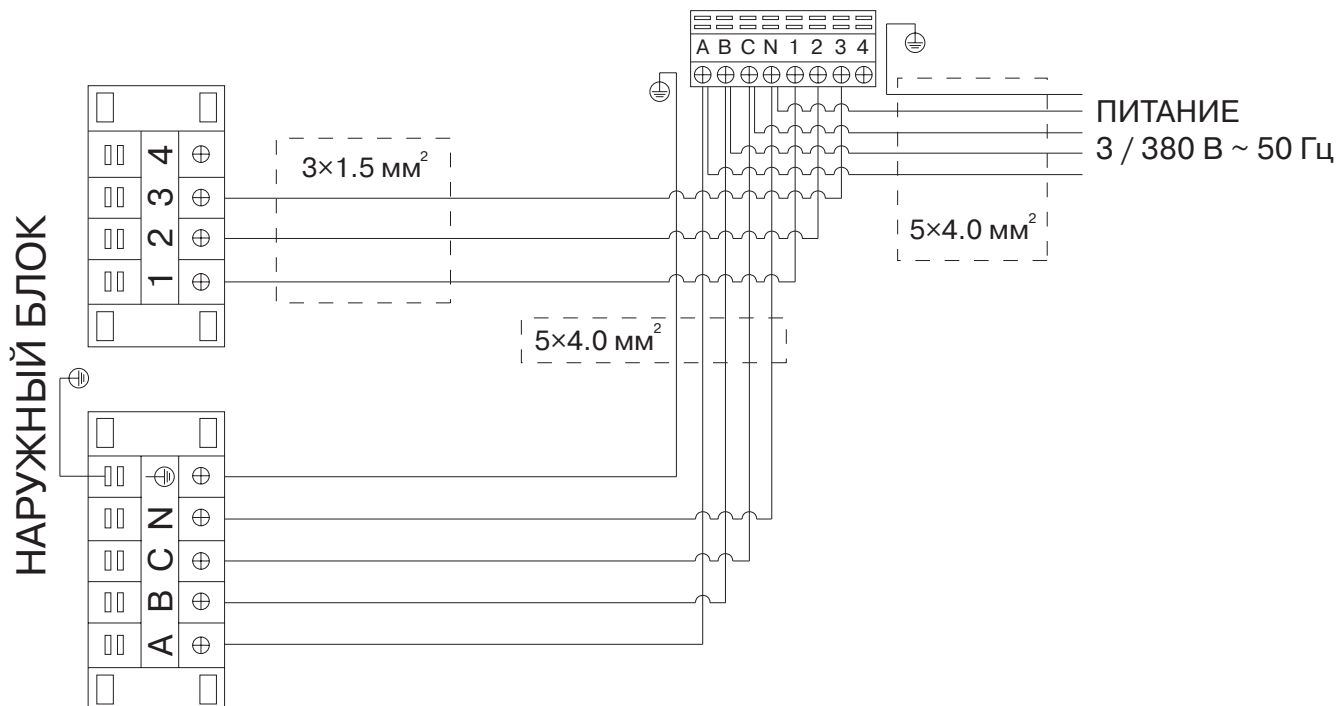 A B C N 1 2 3 4
ПИТАНИЕ
3 / 380 В ~ 50 Гц
5×4.0 мм²
3×1.5 мм²
4
3
2
1
5×4.0 мм²
НАРУЖНЫЙ БЛОК
N
C
B
A